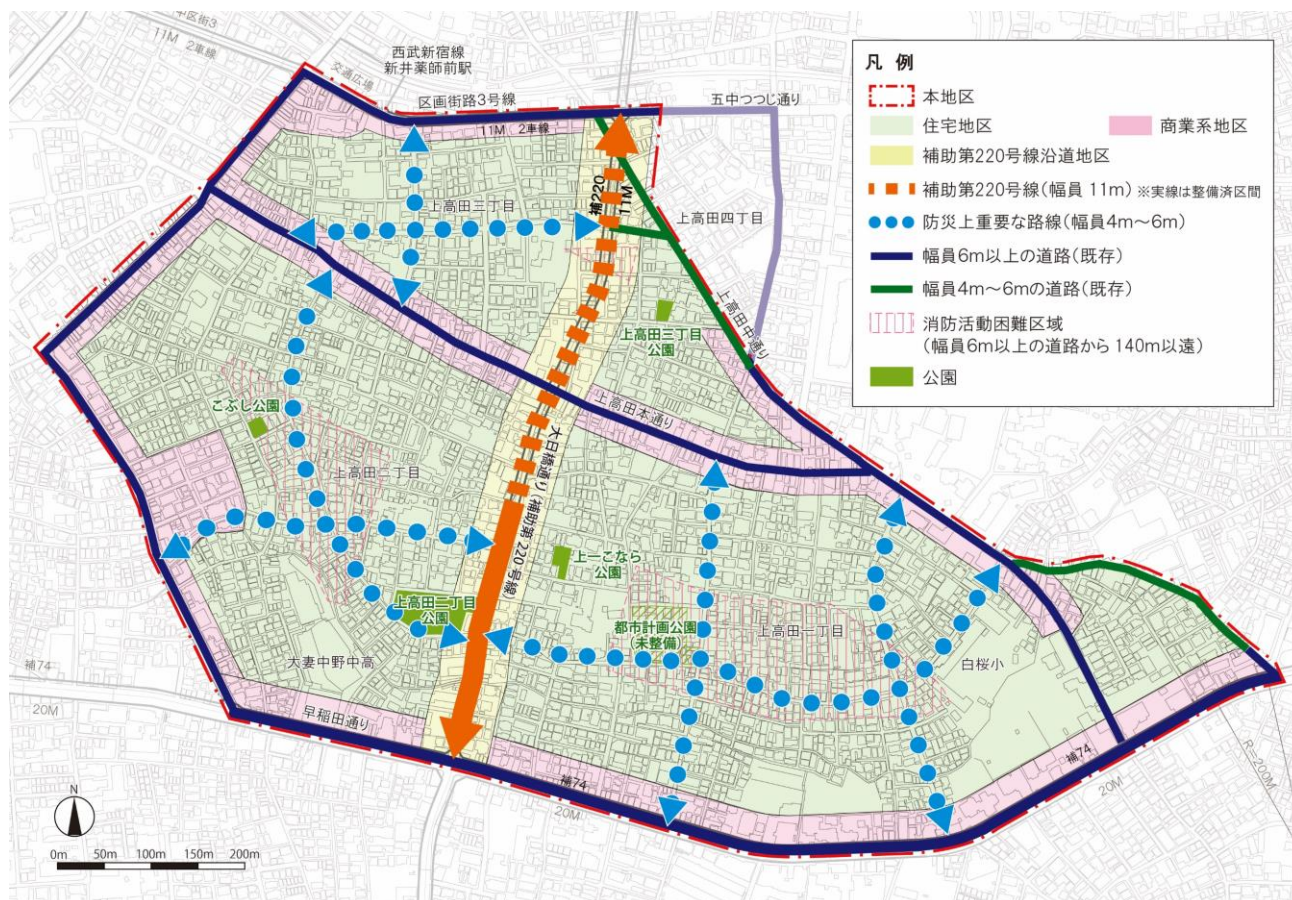 中区街3
11M 2車線
交通広場
西武新宿線
新井薬師前駅
区画街路3号線
11M 2車線
五中つつじ通り
凡 例
本地区
住宅地区
商業系地区
補助第220号線沿道地区
補助第220号線(幅員 11m) ※実線は整備済区間
防災上重要な路線(幅員4m～6m)
幅員6m以上の道路(既存)
幅員4m～6mの道路(既存)
消防活動困難区域
(幅員6m以上の道路から 140m以遠)
公園
上高田三丁目
補220
11M
上高田四丁目
上高田中通り
上高田三丁目
公園
上高田本通り
こぶし公園
上高田二丁目
大日橋通り(補助第220号線)
上一こなら
公園
上高田二丁目
公園
都市計画公園
(未整備)
上高田一丁目
大妻中野中高
白桜小
補74
20M
早稲田通り
補74
20M
補74
20M
R=200M
N
0m 50m 100m 150m 200m